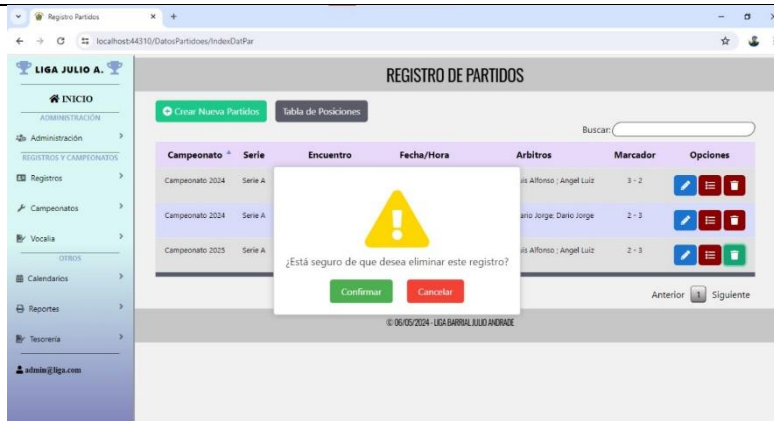 Registro Partidos
localhost:44310/DatosPartidoes/IndexDatPar
LIGA JULIO A.
INICIO
ADMINISTRACIÓN
Administración
REGISTROS Y CAMPEONATOS
Registros
Campeonatos
Vocalia
OTROS
Calendarios
Reportes
Tesorería
admin@liga.com
REGISTRO DE PARTIDOS
Crear Nueva Partidos Tabla de Posiciones
Buscar:
Campeonato Serie Encuentro Fecha/Hora Arbitros Marcador Opciones
Campeonato 2024 Serie A uis Alfonso ; Angel Luiz 3 - 2
Campeonato 2024 Serie A ario Jorge; Dario Jorge 2 - 3
Campeonato 2025 Serie A uis Alfonso ; Angel Luiz 2 - 3
¿Está seguro de que desea eliminar este registro?
Confirmar Cancelar
Anterior 1 Siguiente
© 06/05/2024 - LIGA BARRIAL JULIO ANDRADE